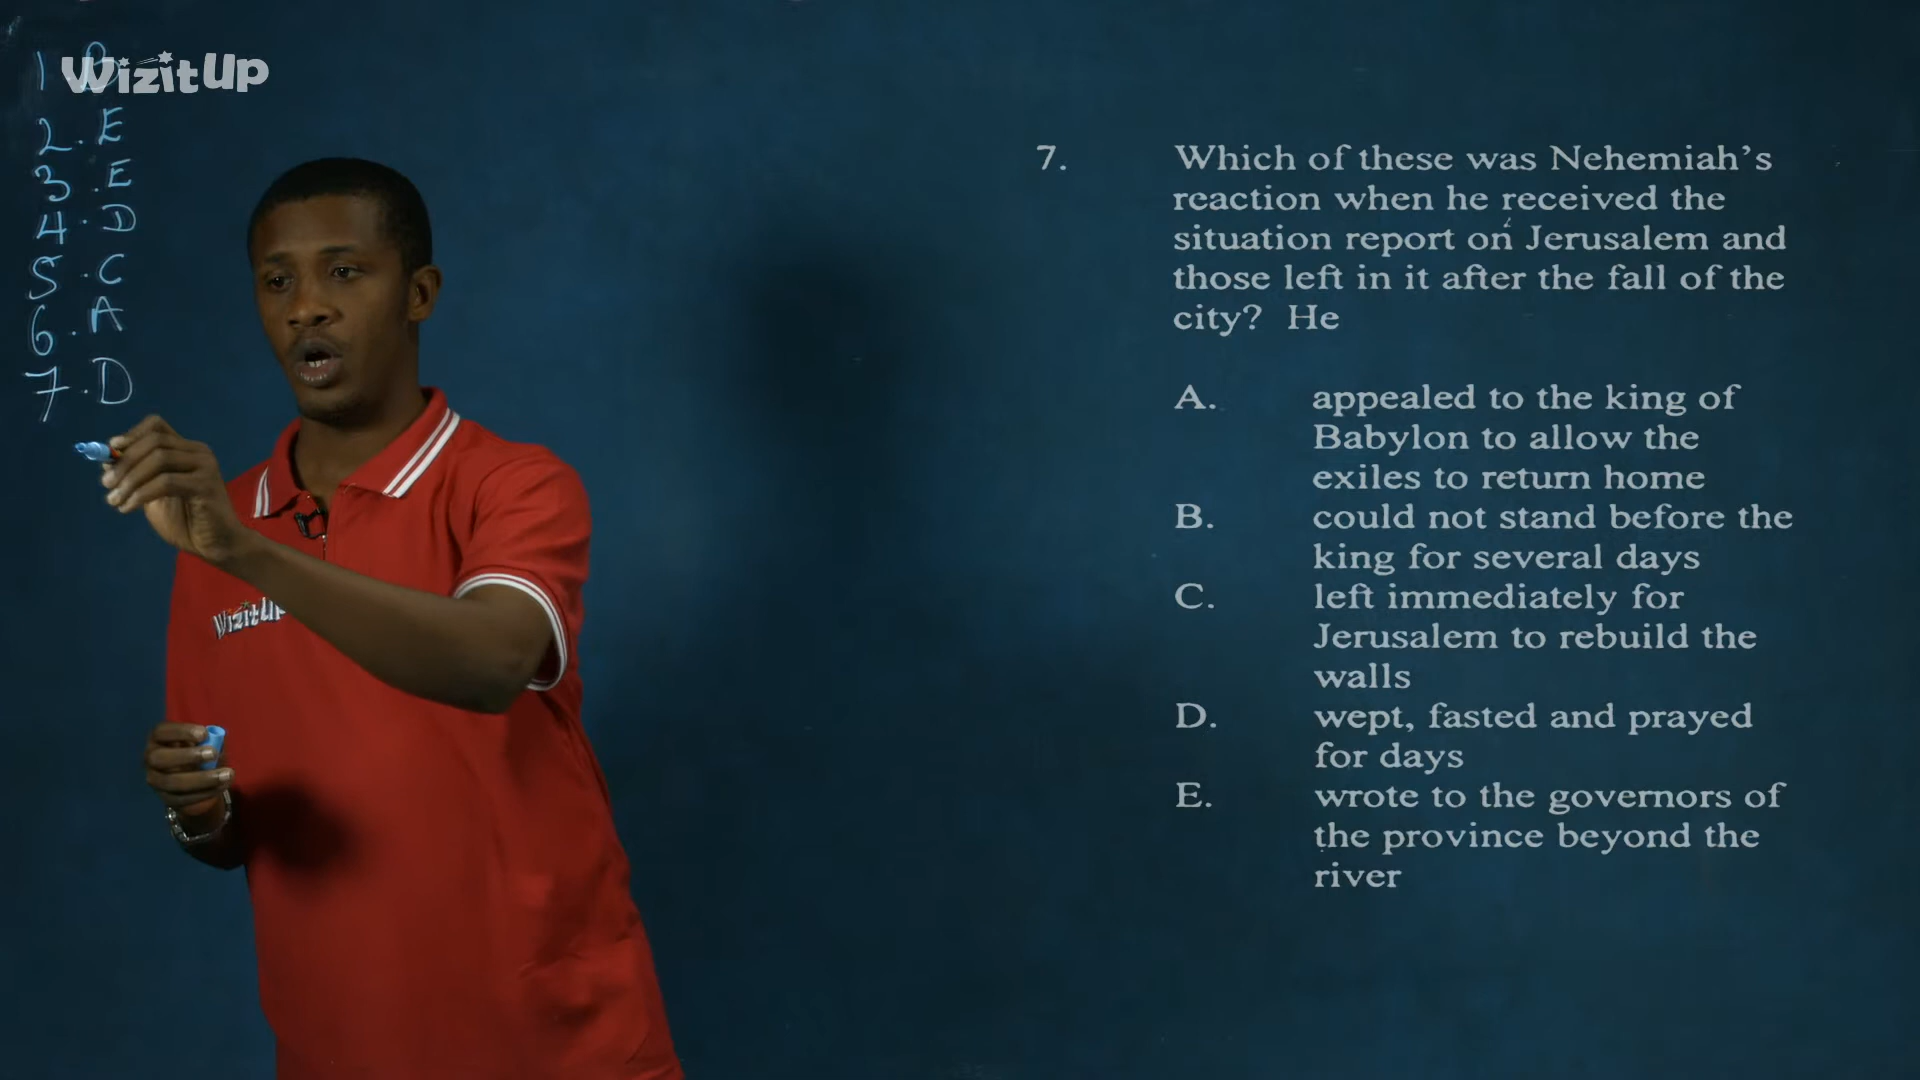 WizitUp
1. D
2. E
3. E
4. D
5. C
6. A
7. D
WizitUp
7. Which of these was Nehemiah's
reaction when he received the
situation report on Jerusalem and
those left in it after the fall of the
city? He
A. appealed to the king of
Babylon to allow the
exiles to return home
B. could not stand before the
king for several days
C. left immediately for
Jerusalem to rebuild the
walls
D. wept, fasted and prayed
for days
E. wrote to the governors of
the province beyond the
river